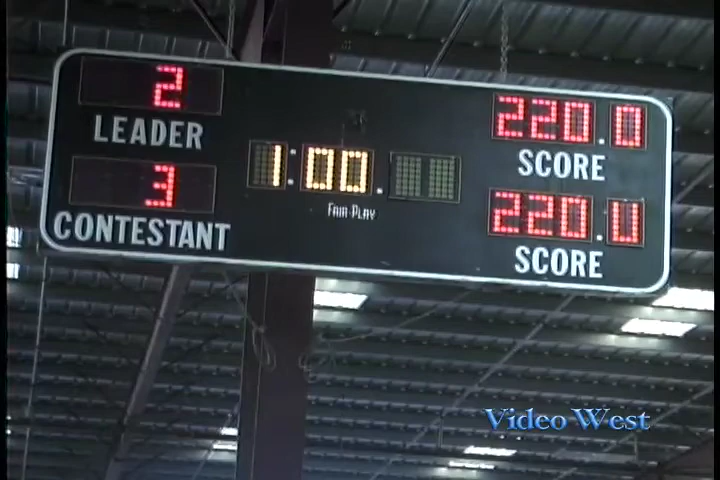 2 220.0
LEADER SCORE
1:00.
FAIR-PLAY
3 220.0
CONTESTANT SCORE
Video West